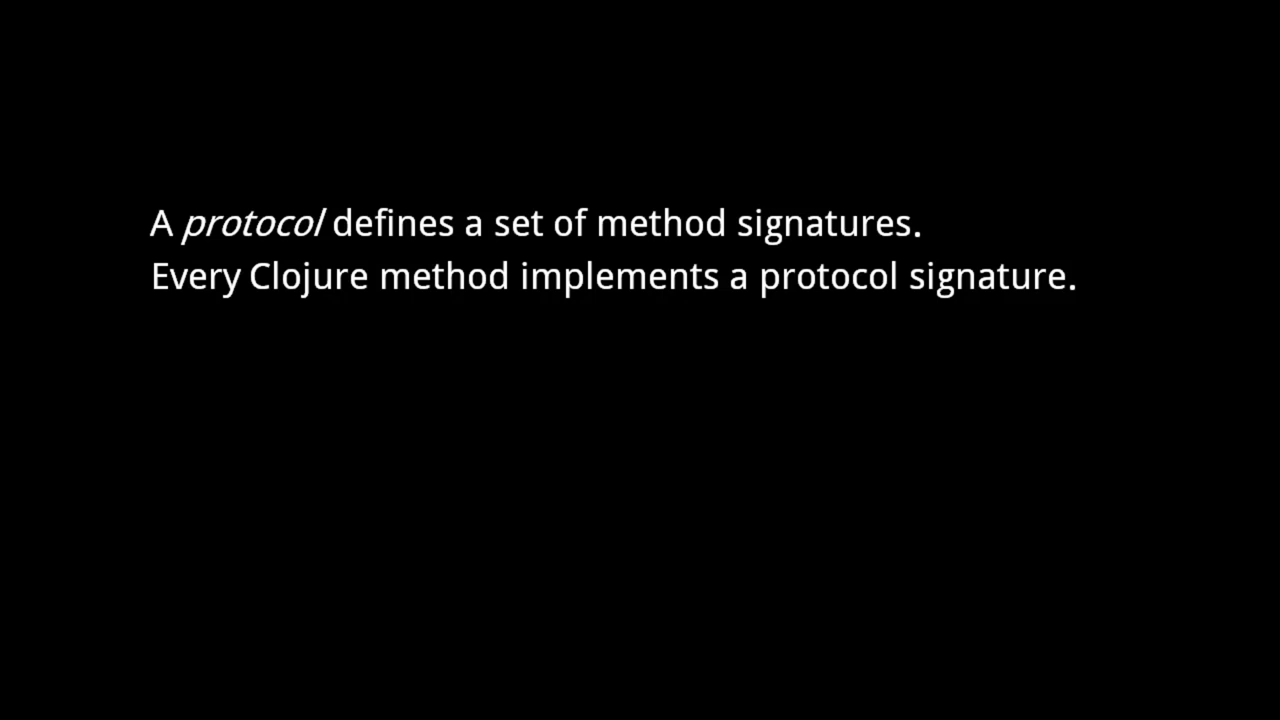 A protocol defines a set of method signatures.
Every Clojure method implements a protocol signature.